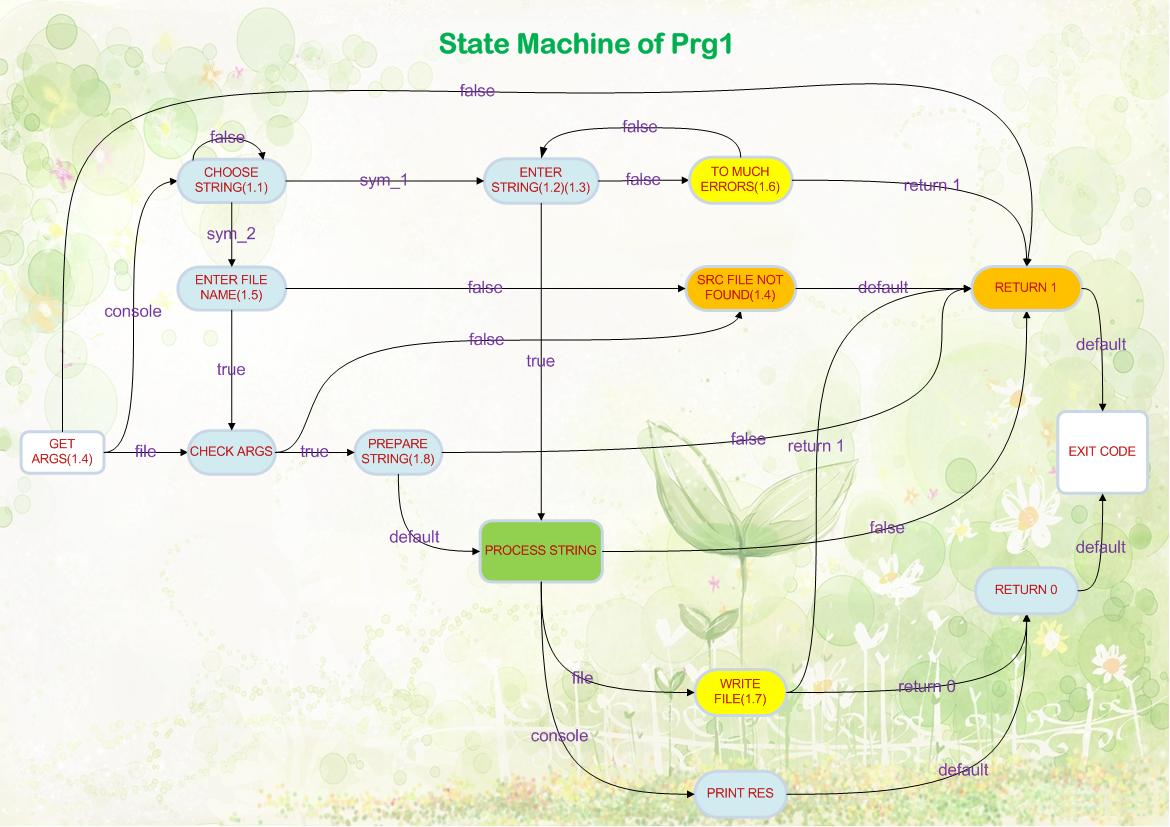 State Machine of Prg1
false
false
false
CHOOSE
STRING(1.1)
sym_1
ENTER
STRING(1.2)(1.3)
false
TO MUCH
ERRORS(1.6)
return 1
sym_2
ENTER FILE
NAME(1.5)
false
SRC FILE NOT
FOUND(1.4)
default
RETURN 1
console
false
default
true
true
GET
ARGS(1.4)
file
CHECK ARGS
true
PREPARE
STRING(1.8)
false
return 1
EXIT CODE
default
PROCESS STRING
false
default
RETURN 0
file
WRITE
FILE(1.7)
return 0
console
default
PRINT RES